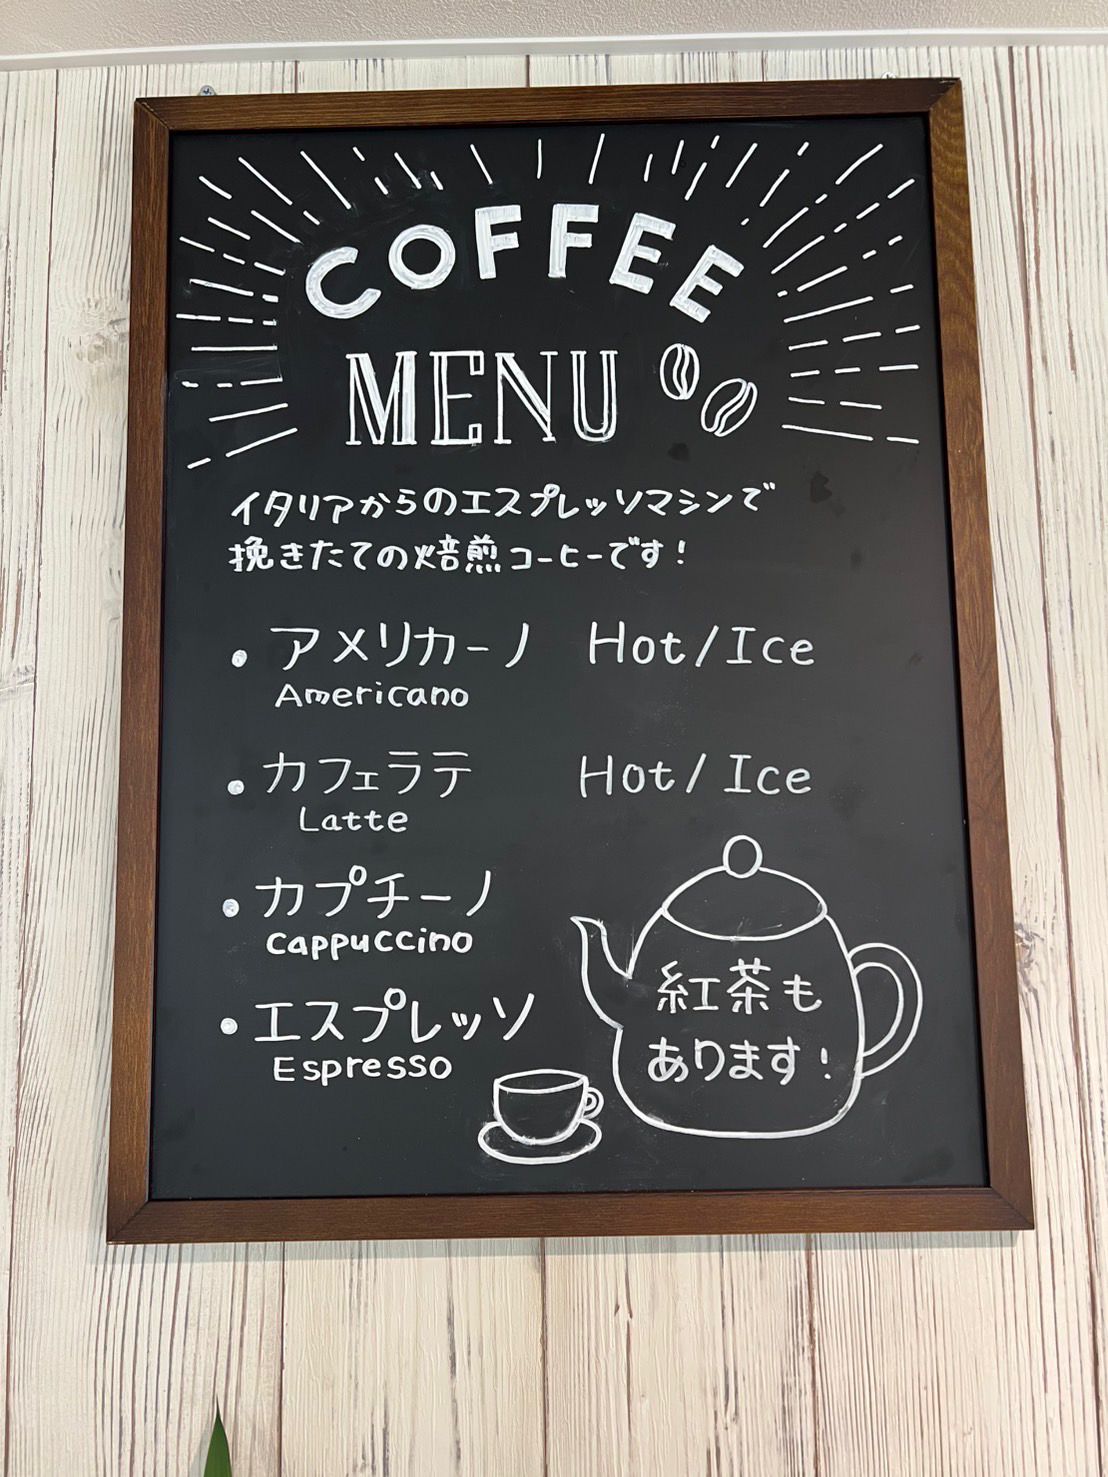 COFFEE
MENU
イタリアからのエスプレッソマシンで
挽きたての焙煎コーヒーです!
・アメリカーノ Hot/Ice
Americano
・カフェラテ Hot/Ice
Latte
・カプチーノ
Cappuccino
・エスプレッソ
Espresso
紅茶も
あります!